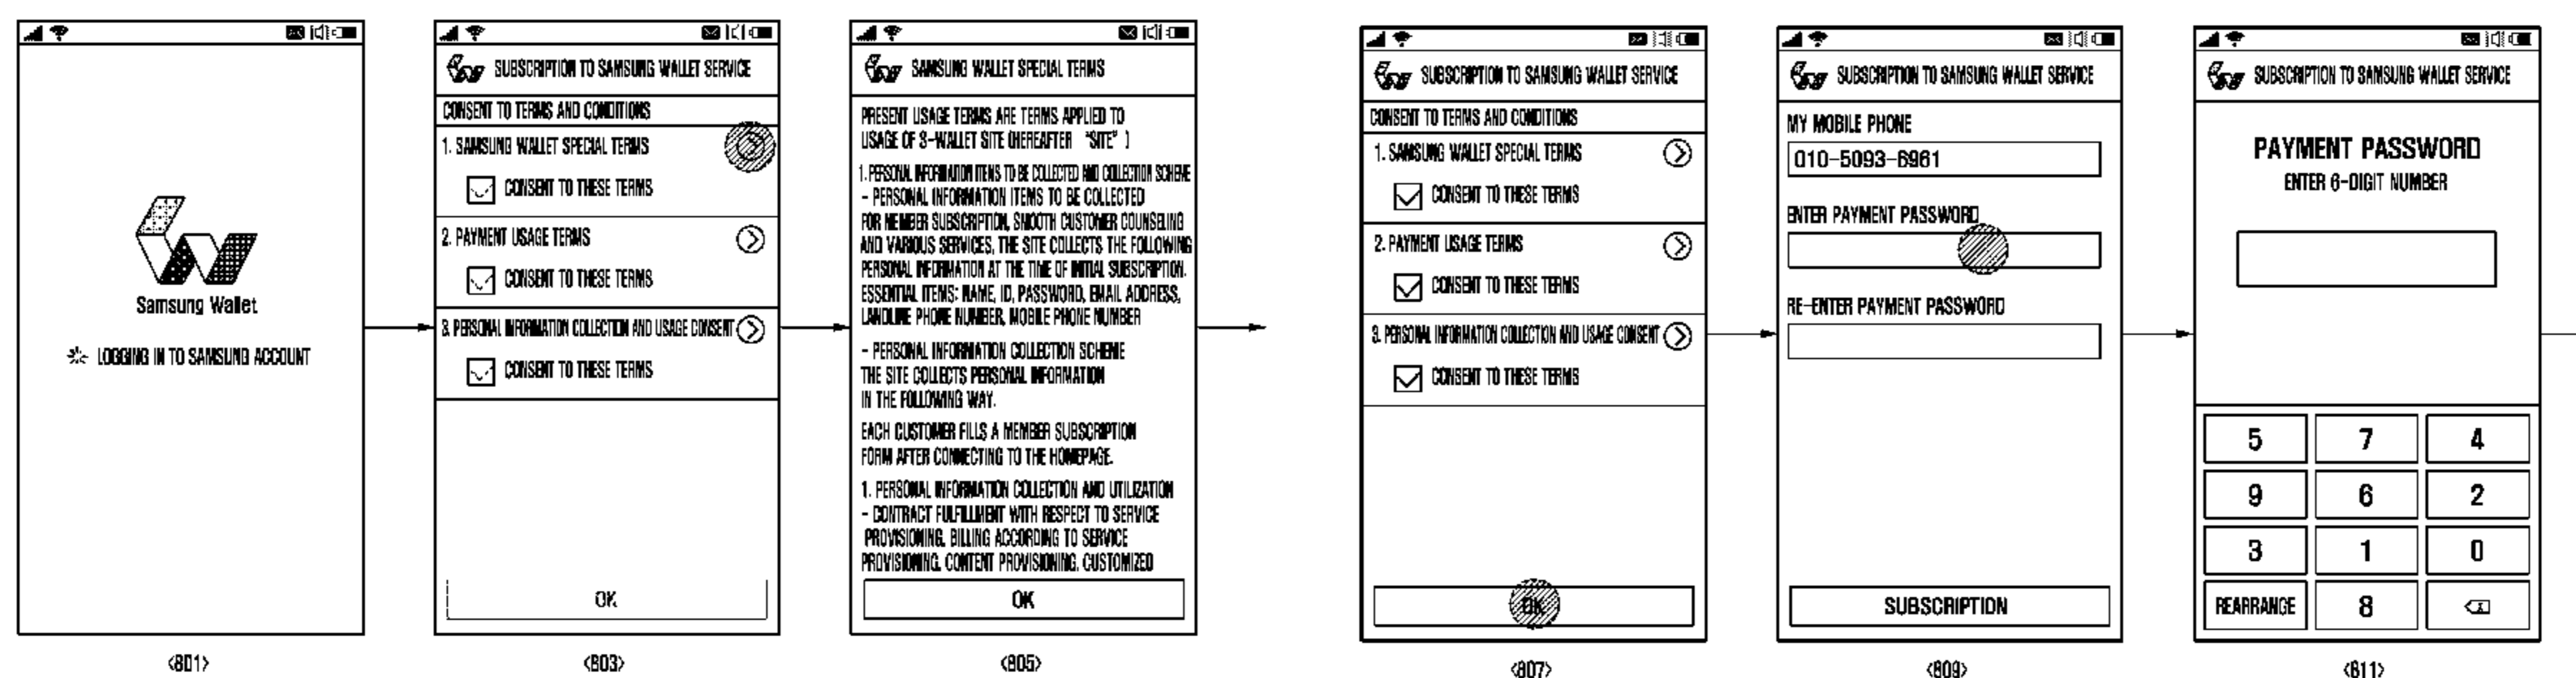 Samsung Wallet
LOGGING IN TO SAMSUNG ACCOUNT
<801>
SUBSCRIPTION TO SAMSUNG WALLET SERVICE
CONSENT TO TERMS AND CONDITIONS
1. SAMSUNG WALLET SPECIAL TERMS
CONSENT TO THESE TERMS
2. PAYMENT USAGE TERMS
CONSENT TO THESE TERMS
3. PERSONAL INFORMATION COLLECTION AND USAGE CONSENT
CONSENT TO THESE TERMS
OK
<803>
SAMSUNG WALLET SPECIAL TERMS
PRESENT USAGE TERMS ARE TERMS APPLIED TO
USAGE OF S-WALLET SITE (HEREAFTER "SITE" )
1. PERSONAL INFORMATION ITEMS TO BE COLLECTED AND COLLECTION SCHEME
- PERSONAL INFORMATION ITEMS TO BE COLLECTED
FOR MEMBER SUBSCRIPTION, SMOOTH CUSTOMER COUNSELING
AND VARIOUS SERVICES, THE SITE COLLECTS THE FOLLOWING
PERSONAL INFORMATION AT THE TIME OF INITIAL SUBSCRIPTION.
ESSENTIAL ITEMS: NAME, ID, PASSWORD, EMAIL ADDRESS,
LANDLINE PHONE NUMBER, MOBILE PHONE NUMBER
- PERSONAL INFORMATION COLLECTION SCHEME
THE SITE COLLECTS PERSONAL INFORMATION
IN THE FOLLOWING WAY.
EACH CUSTOMER FILLS A MEMBER SUBSCRIPTION
FORM AFTER CONNECTING TO THE HOMEPAGE.
1. PERSONAL INFORMATION COLLECTION AND UTILIZATION
- CONTRACT FULFILLMENT WITH RESPECT TO SERVICE
PROVISIONING, BILLING ACCORDING TO SERVICE
PROVISIONING, CONTENT PROVISIONING, CUSTOMIZED
OK
<805>
SUBSCRIPTION TO SAMSUNG WALLET SERVICE
CONSENT TO TERMS AND CONDITIONS
1. SAMSUNG WALLET SPECIAL TERMS
CONSENT TO THESE TERMS
2. PAYMENT USAGE TERMS
CONSENT TO THESE TERMS
3. PERSONAL INFORMATION COLLECTION AND USAGE CONSENT
CONSENT TO THESE TERMS
OK
<807>
SUBSCRIPTION TO SAMSUNG WALLET SERVICE
MY MOBILE PHONE
010-5093-6961
ENTER PAYMENT PASSWORD
RE-ENTER PAYMENT PASSWORD
SUBSCRIPTION
<809>
SUBSCRIPTION TO SAMSUNG WALLET SERVICE
PAYMENT PASSWORD
ENTER 6-DIGIT NUMBER
5 7 4
9 6 2
3 1 0
REARRANGE 8
<811>